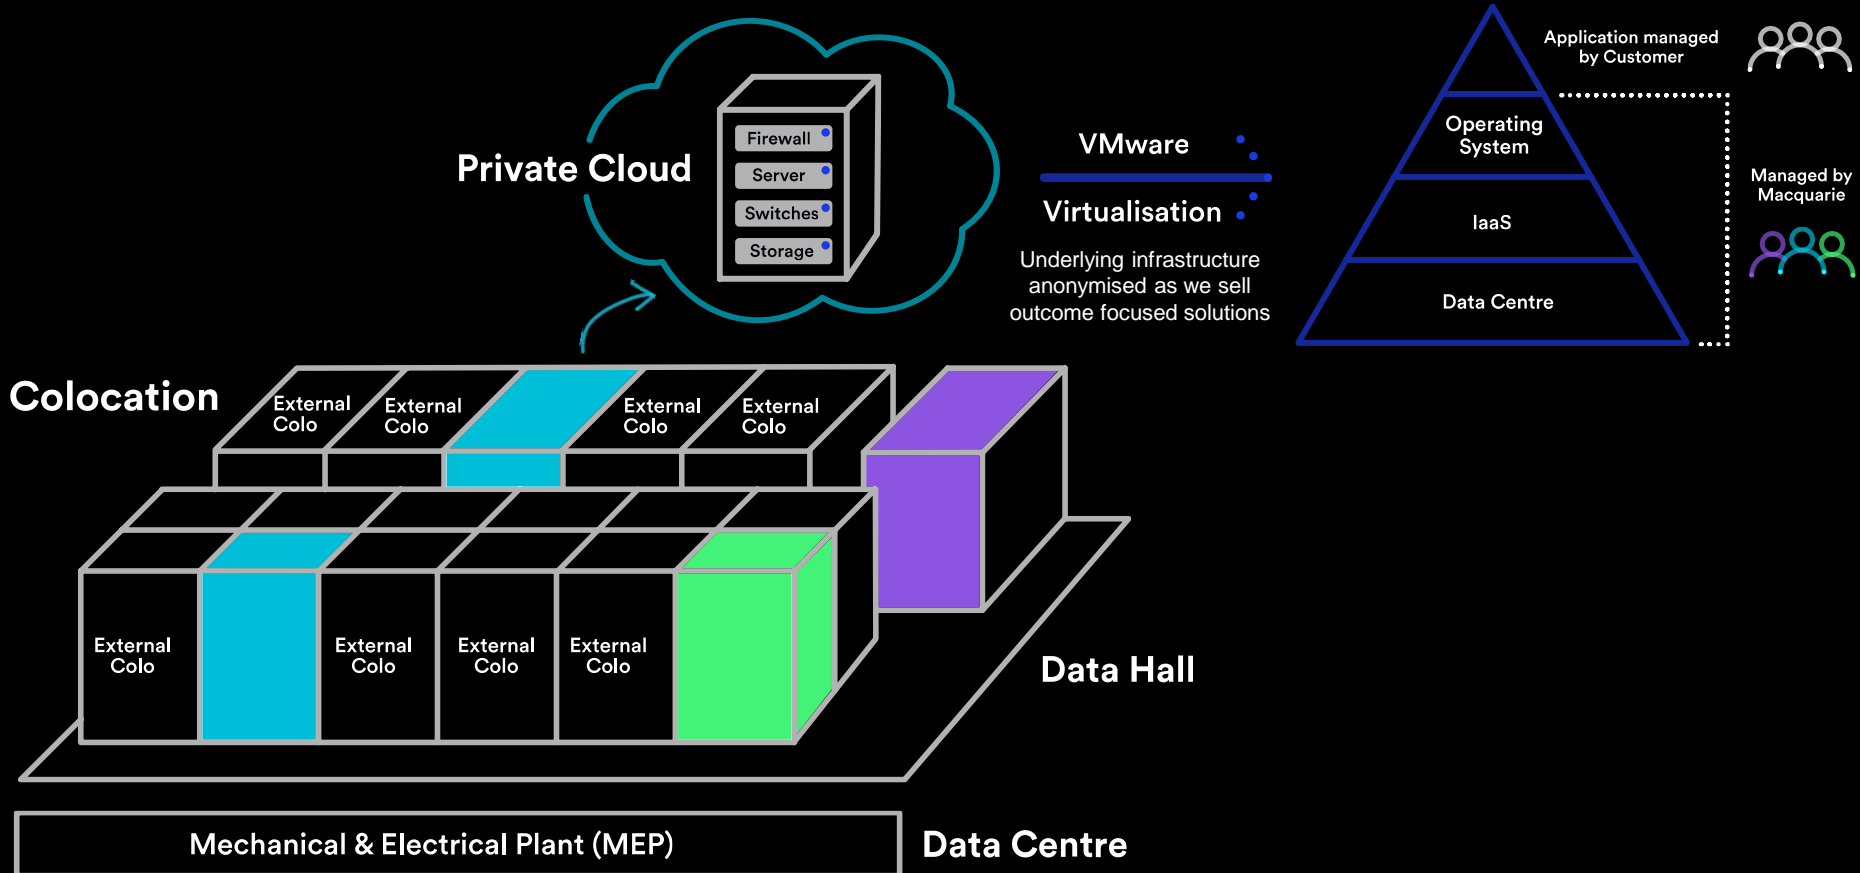 Private Cloud
Firewall
Server
Switches
Storage
VMware
Virtualisation
Underlying infrastructure
anonymised as we sell
outcome focused solutions
Application managed
by Customer
Operating
System
IaaS
Data Centre
Managed by
Macquarie
Colocation
External
Colo
External
Colo
External
Colo
External
Colo
External
Colo
External
Colo
External
Colo
External
Colo
Data Hall
Mechanical & Electrical Plant (MEP)
Data Centre